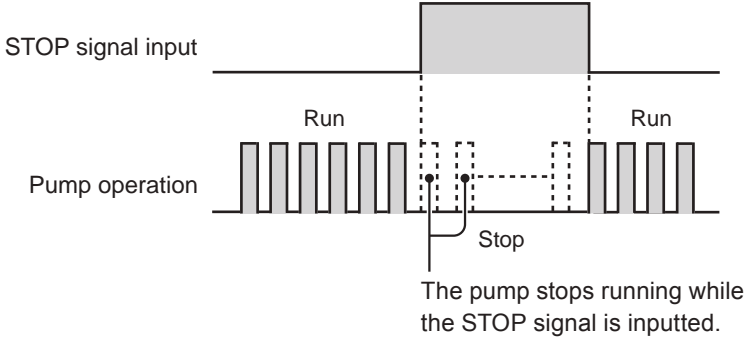 STOP signal input
Run
Run
Pump operation
Stop
The pump stops running while
the STOP signal is inputted.